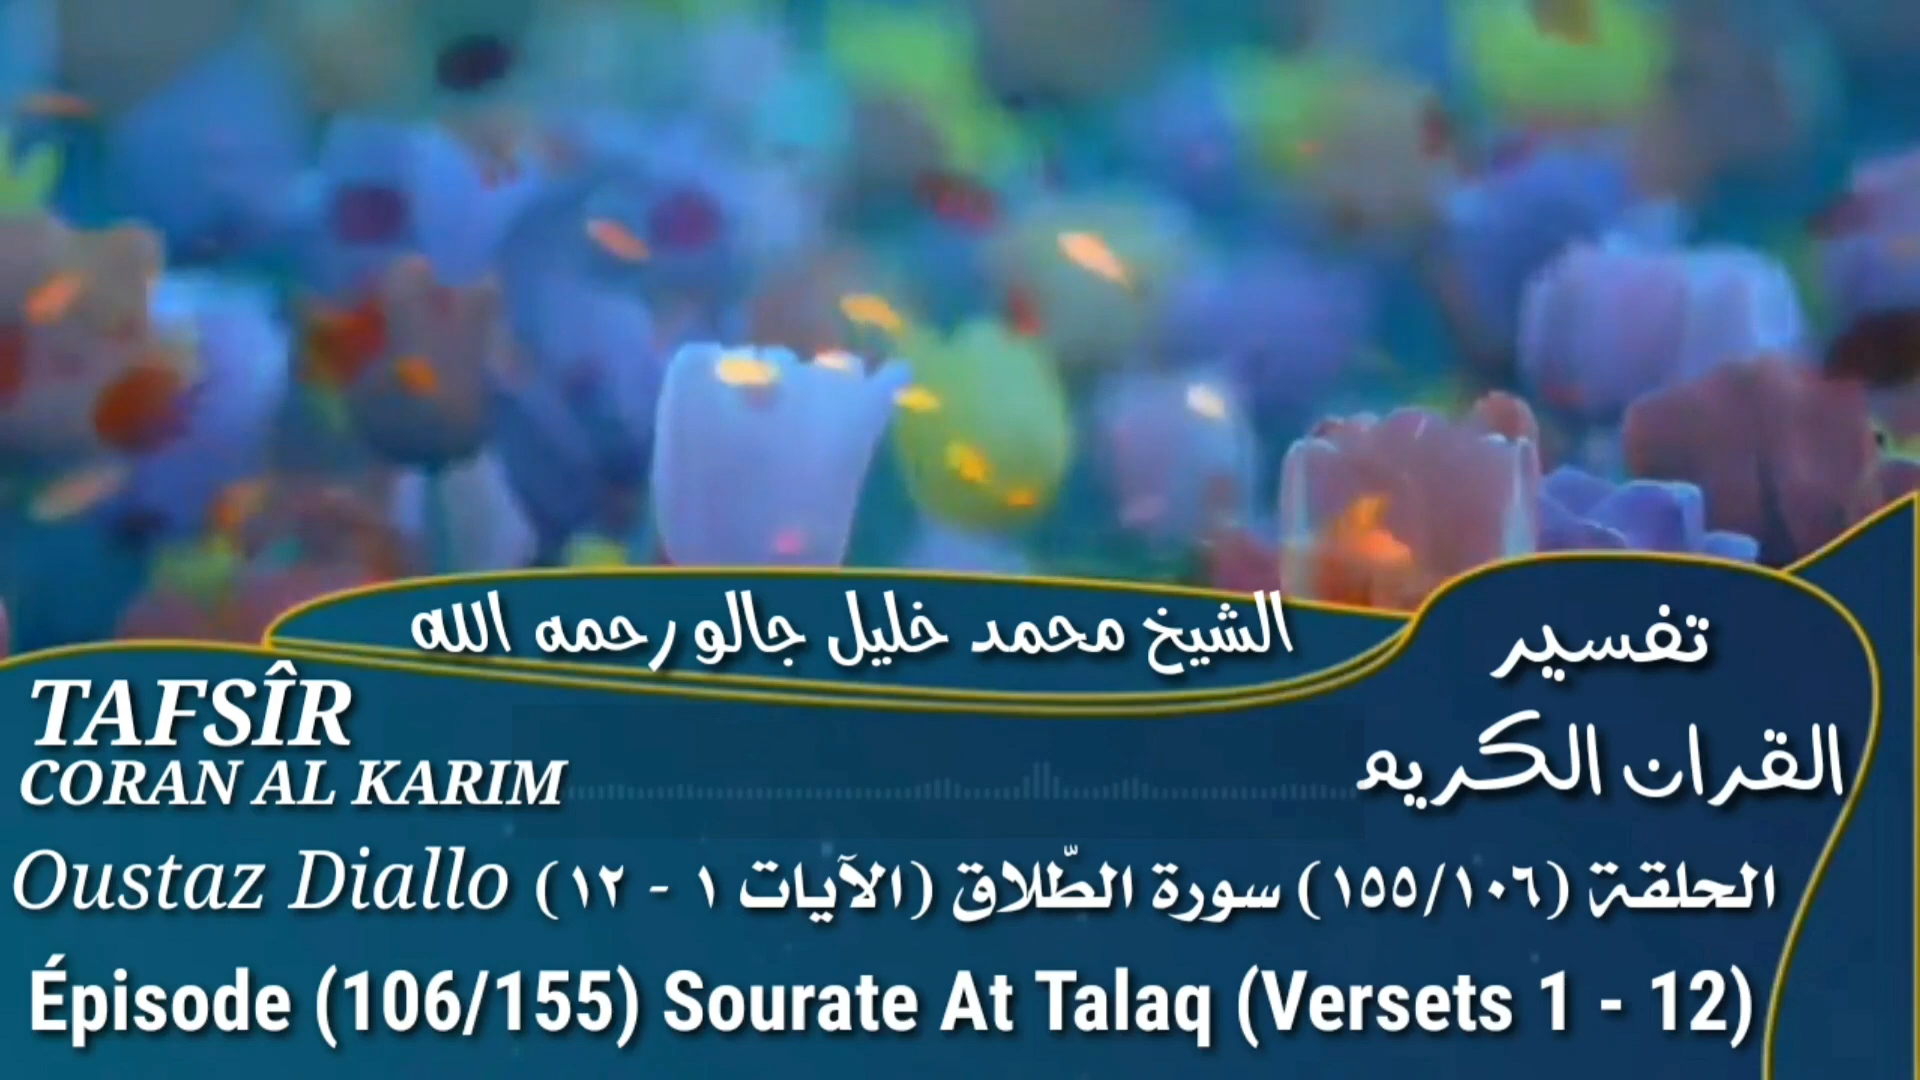 الشيخ محمد خليل جالو رحمه الله
تفسير
القران الكريم
TAFSÎR
CORAN AL KARIM
Oustaz Diallo
الحلقة (١٠٦/١٥٥) سورة الطّلاق (الآيات ١ - ١٢)
Épisode (106/155) Sourate At Talaq (Versets 1 - 12)